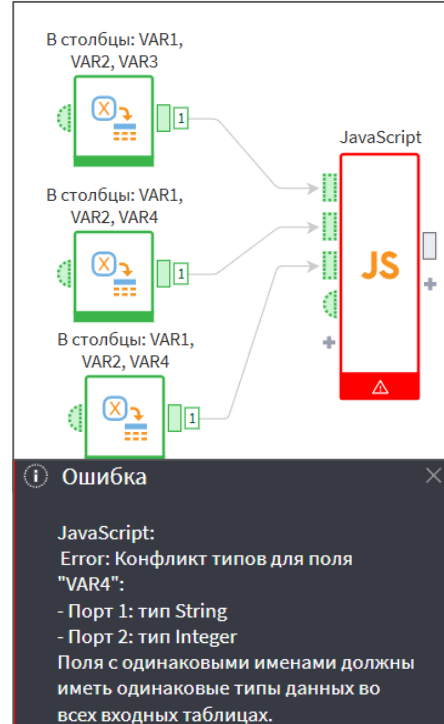 В столбцы: VAR1,
VAR2, VAR3
1
JavaScript
В столбцы: VAR1,
VAR2, VAR4
1
JS
В столбцы: VAR1,
VAR2, VAR4
1
Ошибка
JavaScript:
Error: Конфликт типов для поля
"VAR4":
- Порт 1: тип String
- Порт 2: тип Integer
Поля с одинаковыми именами должны
иметь одинаковые типы данных во
всех входных таблицах.